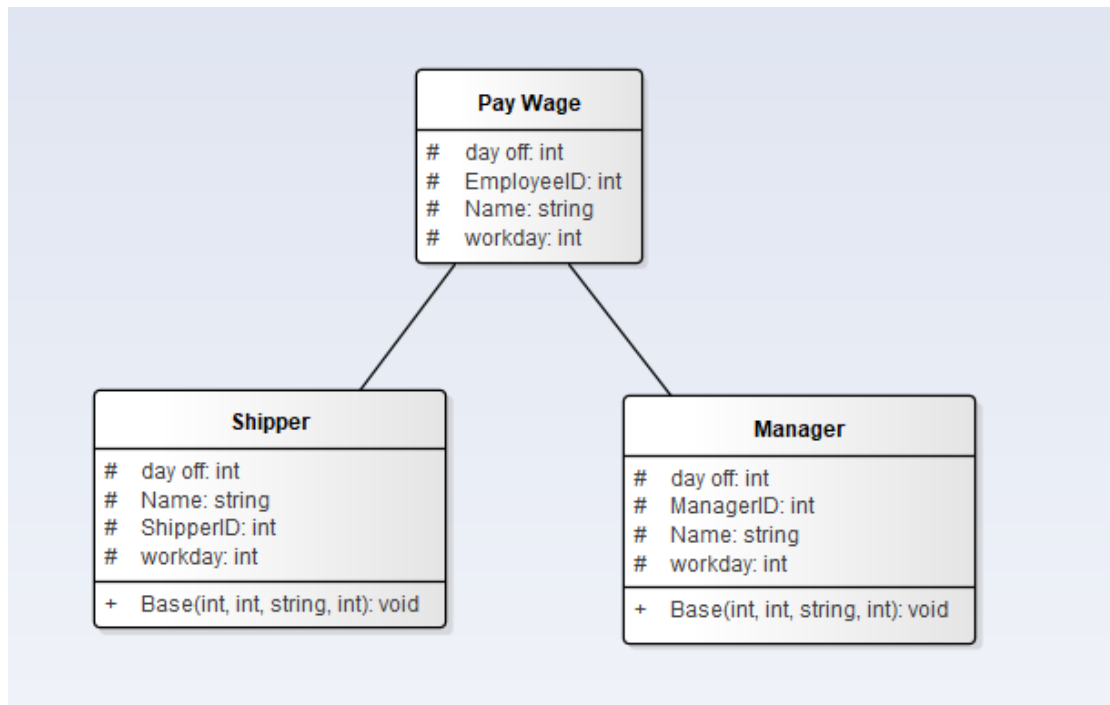 Pay Wage
# day off: int
# EmployeeID: int
# Name: string
# workday: int
Shipper
# day off: int
# Name: string
# ShipperID: int
# workday: int
+ Base(int, int, string, int): void
Manager
# day off: int
# ManagerID: int
# Name: string
# workday: int
+ Base(int, int, string, int): void